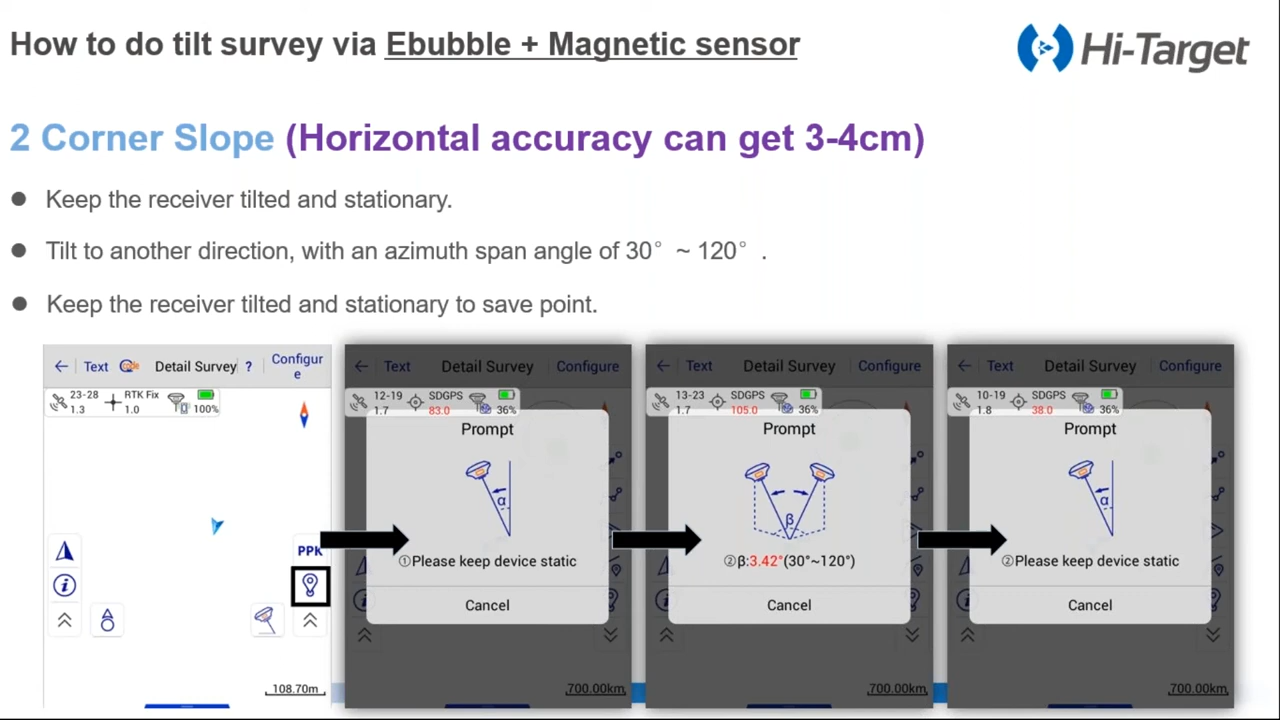 How to do tilt survey via Ebubble + Magnetic sensor
Hi-Target
2 Corner Slope (Horizontal accuracy can get 3-4cm)
● Keep the receiver tilted and stationary.
● Tilt to another direction, with an azimuth span angle of 30° ~ 120° .
● Keep the receiver tilted and stationary to save point.
Text code Detail Survey ? Configur
e
23-28 RTK Fix
1.3 1.0 100%
PPK
108.70m
Text Detail Survey Configure
12-19 SDGPS
1.7 83.0 36%
Prompt
α
①Please keep device static
Cancel
700.00km
Text Detail Survey Configure
13-23 SDGPS
1.7 105.0 36%
Prompt
β
②β:3.42°(30°~120°)
Cancel
700.00km
Text Detail Survey Configure
10-19 SDGPS
1.8 38.0 36%
Prompt
α
②Please keep device static
Cancel
700.00km